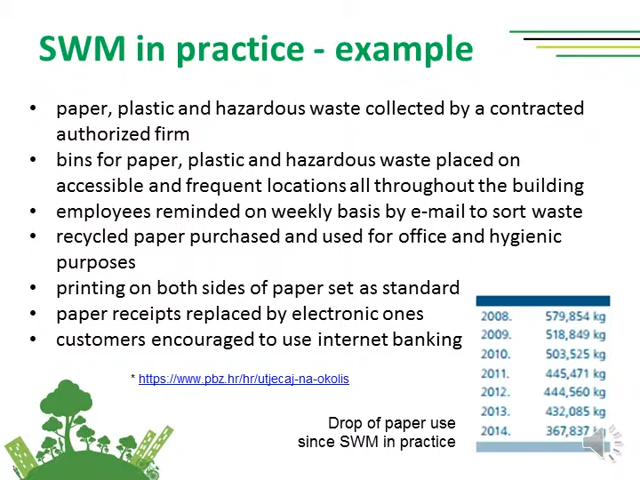 SWM in practice - example
• paper, plastic and hazardous waste collected by a contracted
authorized firm
• bins for paper, plastic and hazardous waste placed on
accessible and frequent locations all throughout the building
• employees reminded on weekly basis by e-mail to sort waste
• recycled paper purchased and used for office and hygienic
purposes
• printing on both sides of paper set as standard
• paper receipts replaced by electronic ones
• customers encouraged to use internet banking
* https://www.pbz.hr/hr/utjecaj-na-okolis
Drop of paper use
since SWM in practice
2008. 579,854 kg
2009. 518,849 kg
2010. 503,525 kg
2011. 445,471 kg
2012. 444,560 kg
2013. 432,085 kg
2014. 367,837 kg